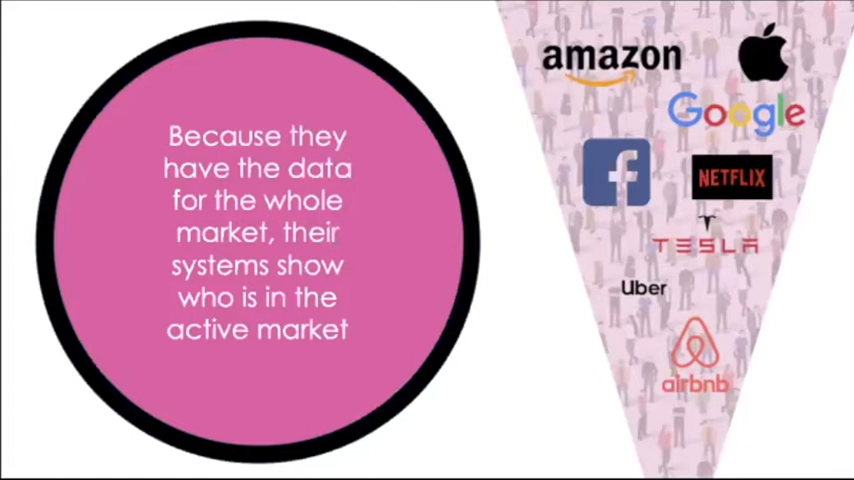 Because they
have the data
for the whole
market, their
systems show
who is in the
active market
amazon
Google
f
NETFLIX
TESLA
Uber
airbnb